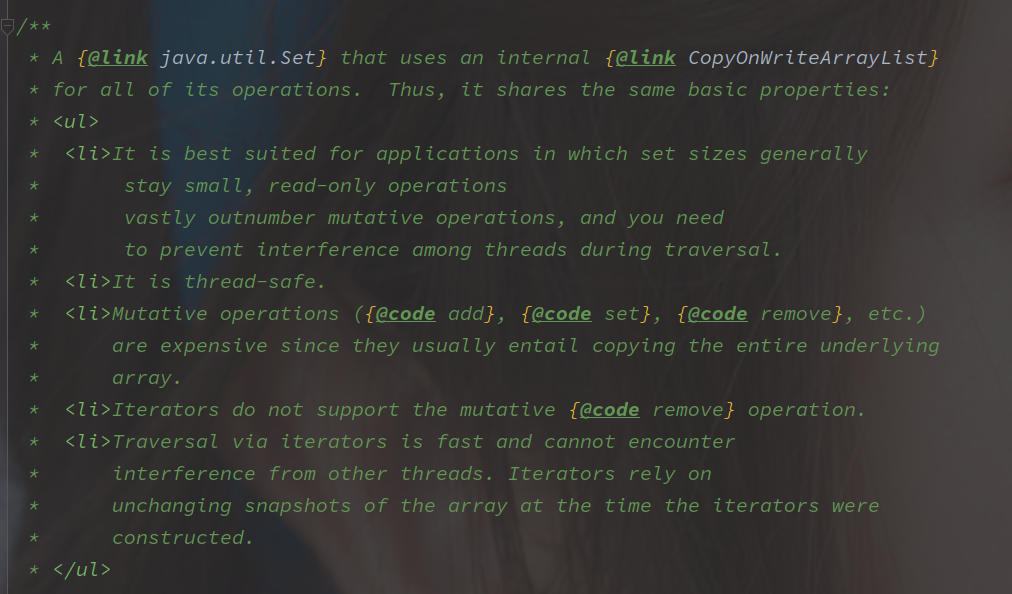 /**
 * A {@link java.util.Set} that uses an internal {@link CopyOnWriteArrayList}
 * for all of its operations.  Thus, it shares the same basic properties:
 * <ul>
 *  <li>It is best suited for applications in which set sizes generally
 *       stay small, read-only operations
 *       vastly outnumber mutative operations, and you need
 *       to prevent interference among threads during traversal.
 *  <li>It is thread-safe.
 *  <li>Mutative operations ({@code add}, {@code set}, {@code remove}, etc.)
 *      are expensive since they usually entail copying the entire underlying
 *      array.
 *  <li>Iterators do not support the mutative {@code remove} operation.
 *  <li>Traversal via iterators is fast and cannot encounter
 *      interference from other threads. Iterators rely on
 *      unchanging snapshots of the array at the time the iterators were
 *      constructed.
 * </ul>